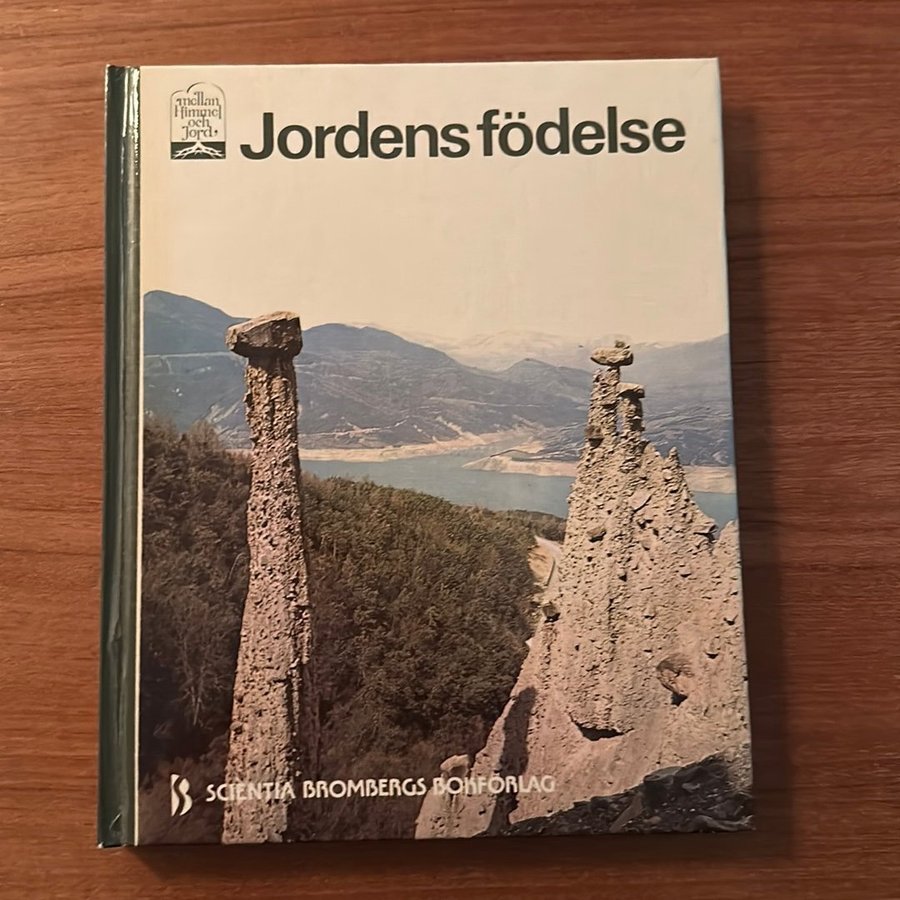 mellan
Himmel
och
Jord,
Jordens födelse
SCIENTIA BROMBERGS BOKFÖRLAG